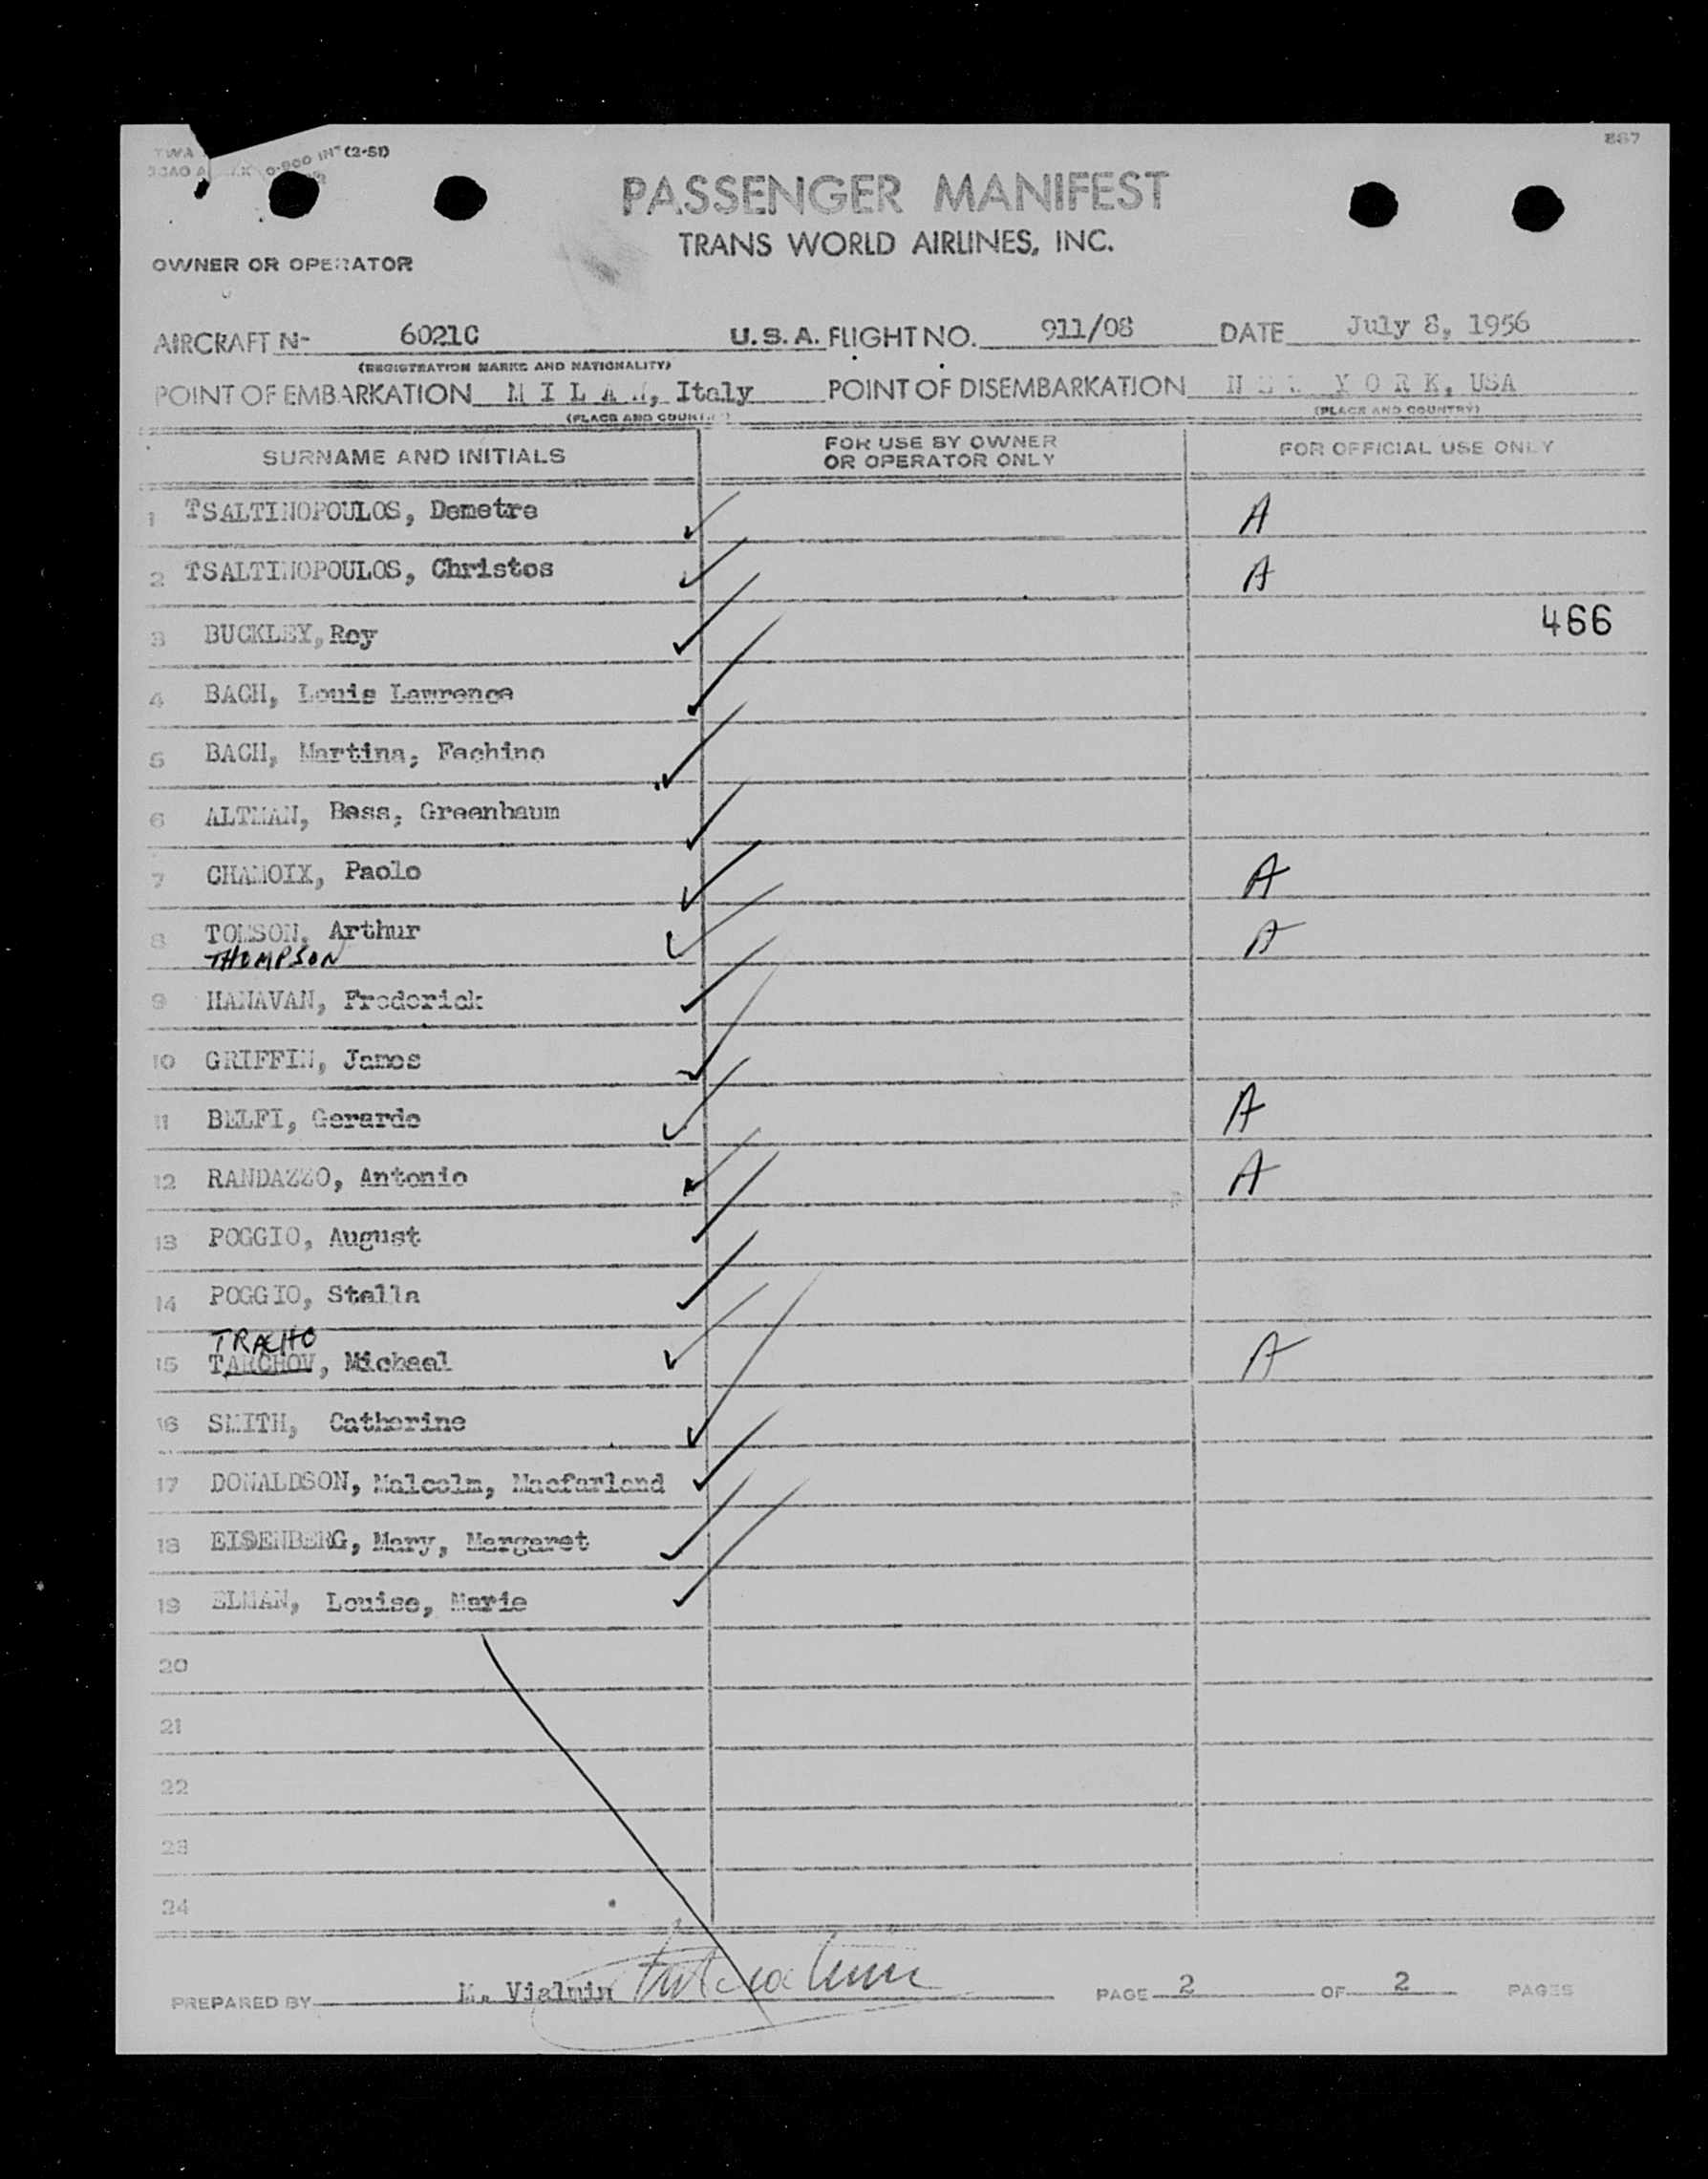 TWA (2-51)
887
PASSENGER MANIFEST
TRANS WORLD AIRLINES, INC.
OWNER OR OPERATOR
AIRCRAFT N- 6021C U.S.A. FLIGHT NO. 911/08 DATE July 8, 1956
(REGISTRATION MARKS AND NATIONALITY)
POINT OF EMBARKATION M I L A N, Italy POINT OF DISEMBARKATION N E W Y O R K, USA
(PLACE AND COUNTRY) (PLACE AND COUNTRY)
SURNAME AND INITIALS FOR USE BY OWNER OR OPERATOR ONLY FOR OFFICIAL USE ONLY
1 TSALTINOPOULOS, Demetre A
2 TSALTINOPOULOS, Christos A
466
3 BUCKLEY, Roy
4 BACH, Louis Lawrence
5 BACH, Martina, Fachino
6 ALTMAN, Bess, Greenbaum
7 CHAMOIX, Paolo A
8 TOMSON, Arthur A
THOMPSON
9 HANAVAN, Frederick
10 GRIFFIN, James
11 BELFI, Gerardo A
12 RANDAZZO, Antonio A
13 POGGIO, August
14 POGGIO, Stella
TRACHO
15 TARCHOV, Michael A
16 SMITH, Catherine
17 DONALDSON, Malcolm, Macfarland
18 EISENBERG, Mary, Margaret
19 ELMAN, Louise, Marie
20
21
22
23
24
PREPARED BY M. Vialmin PAGE 2 OF 2 PAGES